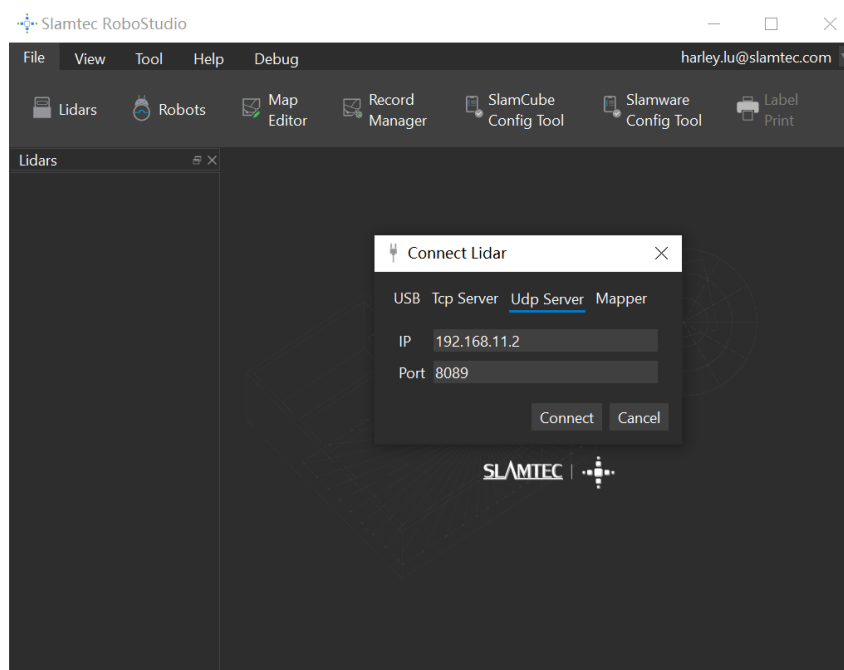 Slamtec RoboStudio
File View Tool Help Debug harley.lu@slamtec.com
Lidars Robots Map Editor Record Manager SlamCube Config Tool Slamware Config Tool Label Print
Lidars
Connect Lidar
USB Tcp Server Udp Server Mapper
IP 192.168.11.2
Port 8089
Connect Cancel
SLAMTEC